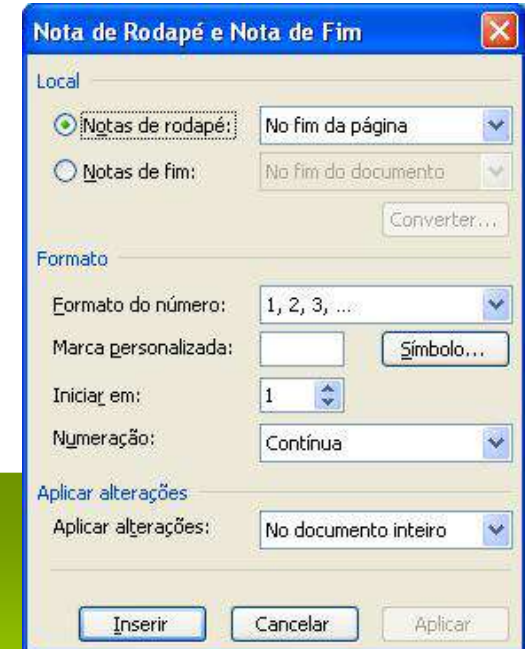 Nota de Rodapé e Nota de Fim
Local
Notas de rodapé: No fim da página
Notas de fim: No fim do documento
Converter...
Formato
Formato do número: 1, 2, 3, ...
Marca personalizada: Símbolo...
Iniciar em: 1
Numeração: Contínua
Aplicar alterações
Aplicar alterações: No documento inteiro
Inserir Cancelar Aplicar